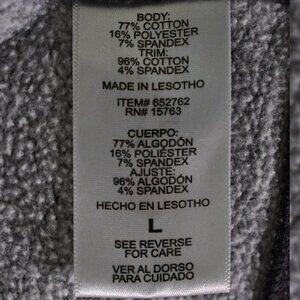 BODY:
77% COTTON
16% POLYESTER
7% SPANDEX
TRIM:
96% COTTON
4% SPANDEX
MADE IN LESOTHO
ITEM# 652762
RN# 15763
CUERPO:
77% ALGODÓN
16% POLIÉSTER
7% SPANDEX
AJUSTE:
96% ALGODÓN
4% SPANDEX
HECHO EN LESOTHO
L
SEE REVERSE
FOR CARE
VER AL DORSO
PARA CUIDADO